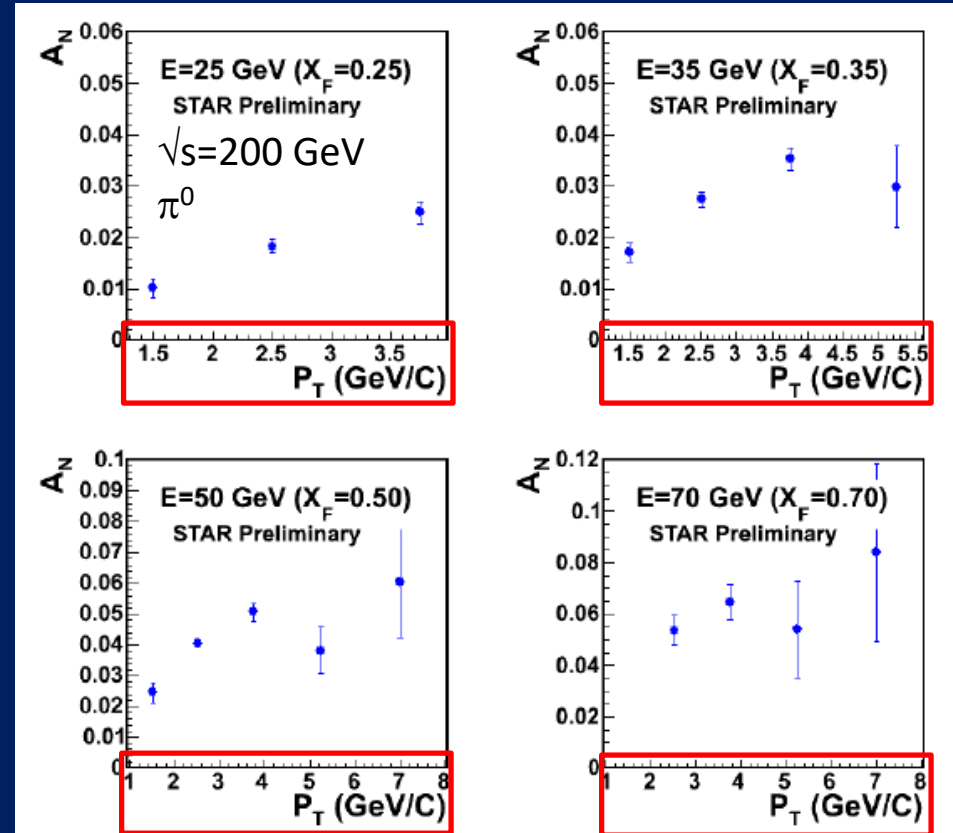 A_N
0.06
0.05
0.04
0.03
0.02
0.01
0
E=25 GeV (X_F=0.25)
STAR Preliminary
√s=200 GeV
π⁰
1.5 2 2.5 3 3.5
P_T (GeV/C)
A_N
0.06
0.05
0.04
0.03
0.02
0.01
0
E=35 GeV (X_F=0.35)
STAR Preliminary
1.5 2 2.5 3 3.5 4 4.5 5 5.5
P_T (GeV/C)
A_N
0.1
0.09
0.08
0.07
0.06
0.05
0.04
0.03
0.02
0.01
0
E=50 GeV (X_F=0.50)
STAR Preliminary
1 2 3 4 5 6 7 8
P_T (GeV/C)
A_N
0.12
0.1
0.08
0.06
0.04
0.02
0
E=70 GeV (X_F=0.70)
STAR Preliminary
1 2 3 4 5 6 7 8
P_T (GeV/C)